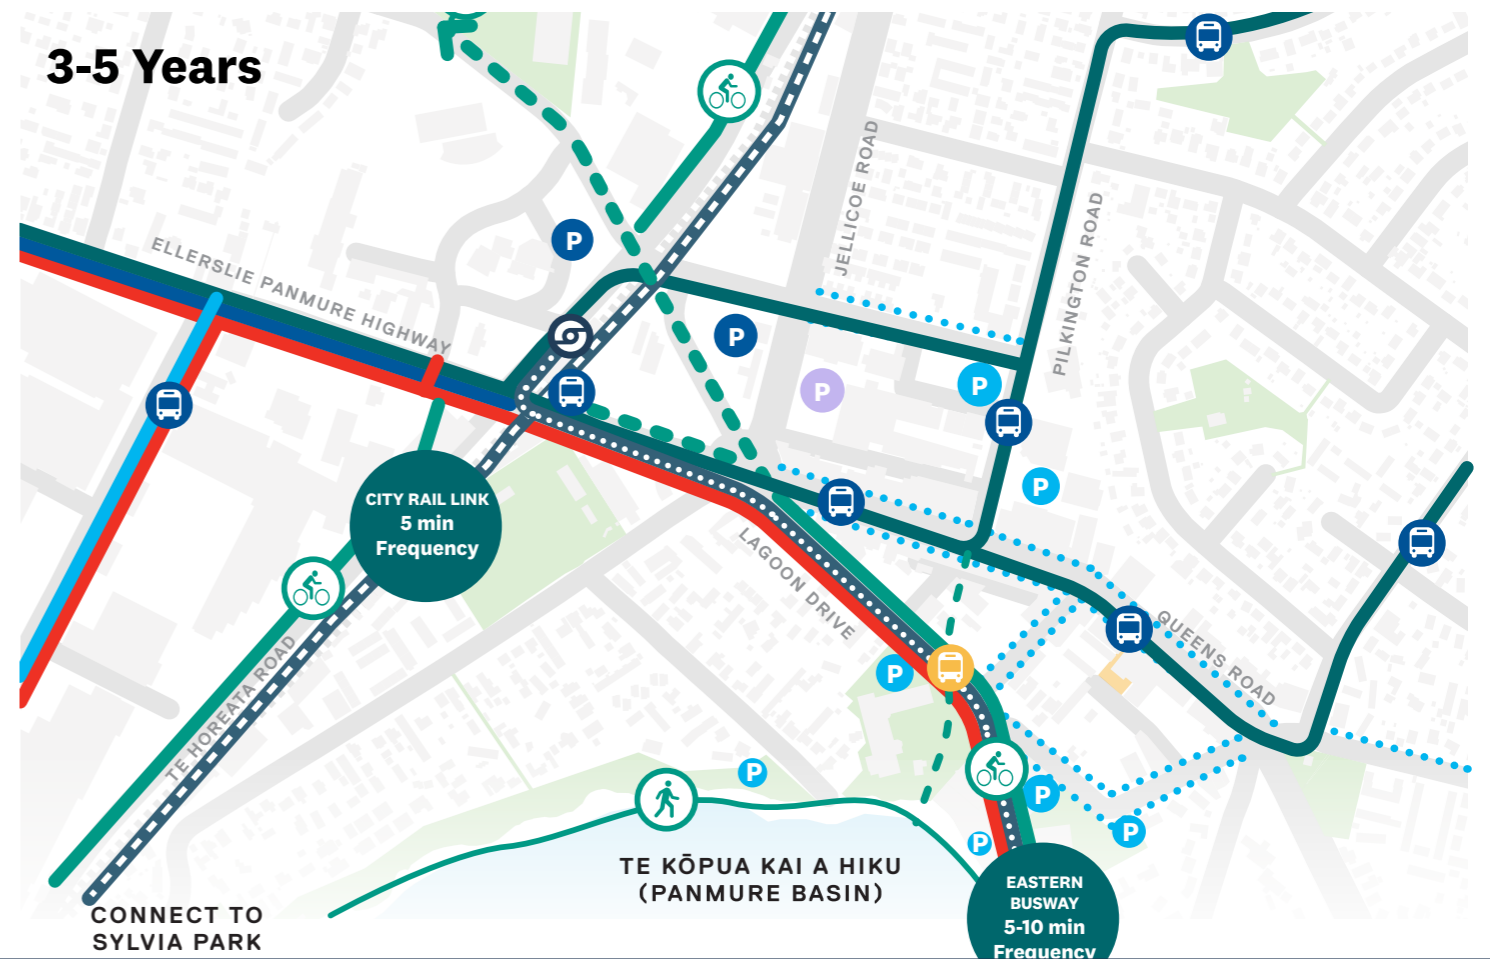 3-5 Years
JELLICOE ROAD
PILKINGTON ROAD
P
ELLERSLIE PANMURE HIGHWAY
P
P
P
P
CITY RAIL LINK
5 min
Frequency
LAGOON DRIVE
QUEENS ROAD
P
TE HOREATA ROAD
P
P
P
P
TE KŌPUA KAI A HIKU
(PANMURE BASIN)
EASTERN
BUSWAY
5-10 min
Frequency
CONNECT TO
SYLVIA PARK